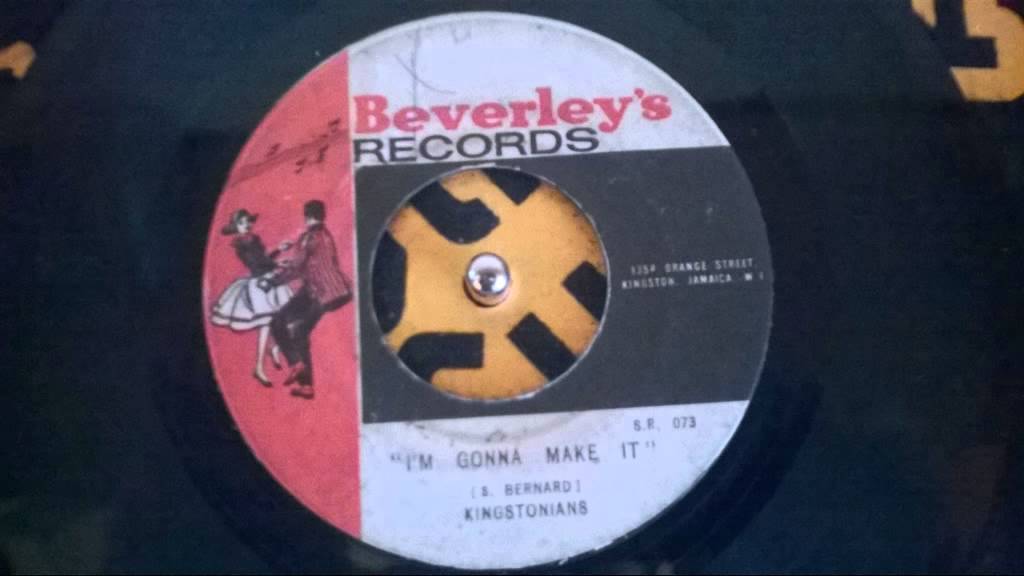 Beverley's
RECORDS
135A ORANGE STREET.
KINGSTON. JAMAICA. W I
S.R. 073
"I'M GONNA MAKE IT"
(S. BERNARD)
KINGSTONIANS